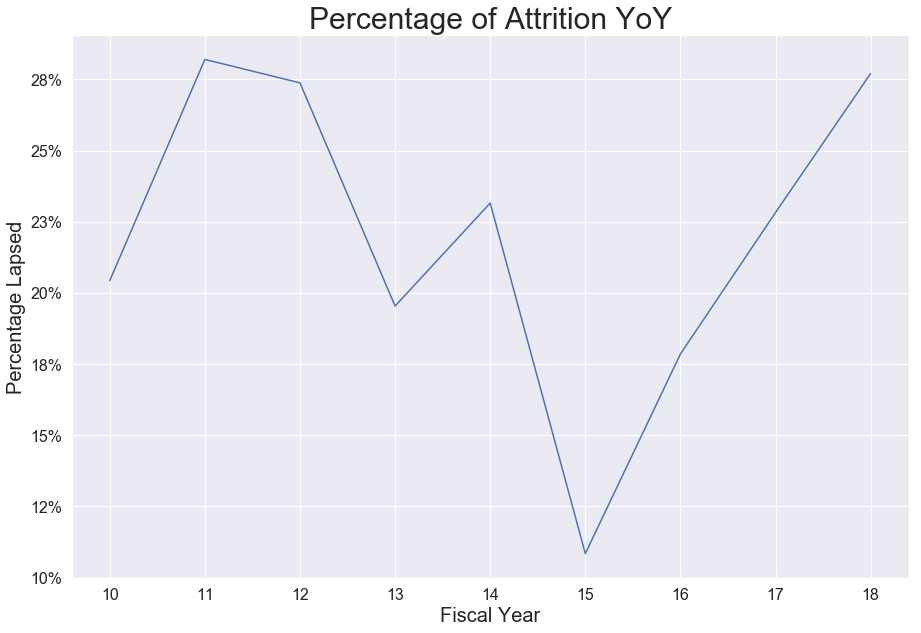 Percentage of Attrition YoY
28%
25%
23%
20%
18%
15%
12%
10%
Percentage Lapsed
10 11 12 13 14 15 16 17 18
Fiscal Year